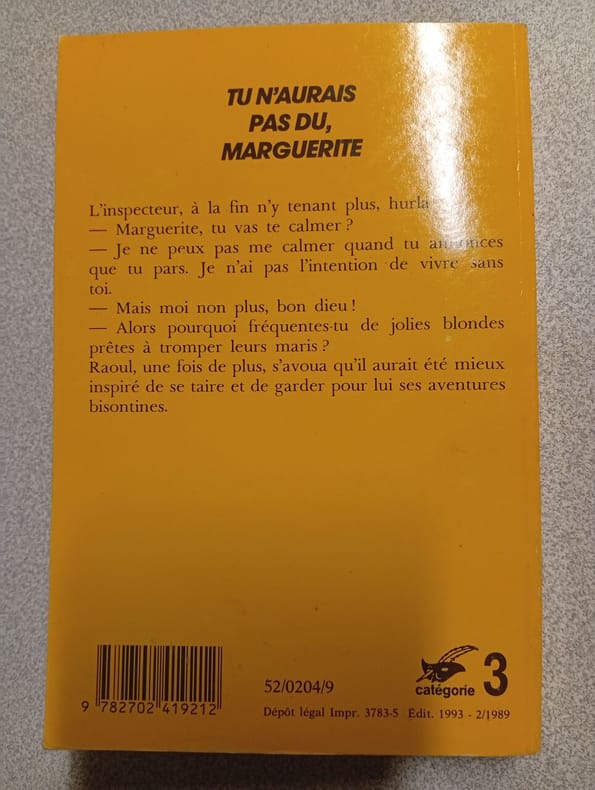 TU N'AURAIS
PAS DU,
MARGUERITE
L'inspecteur, à la fin n'y tenant plus, hurla
— Marguerite, tu vas te calmer ?
— Je ne peux pas me calmer quand tu annonces
que tu pars. Je n'ai pas l'intention de vivre sans
toi.
— Mais moi non plus, bon dieu !
— Alors pourquoi fréquentes-tu de jolies blondes
prêtes à tromper leurs maris ?
Raoul, une fois de plus, s'avoua qu'il aurait été mieux
inspiré de se taire et de garder pour lui ses aventures
bisontines.
9 782702 419212
52/0204/9
catégorie 3
Dépôt légal Impr. 3783-5 Édit. 1993 - 2/1989